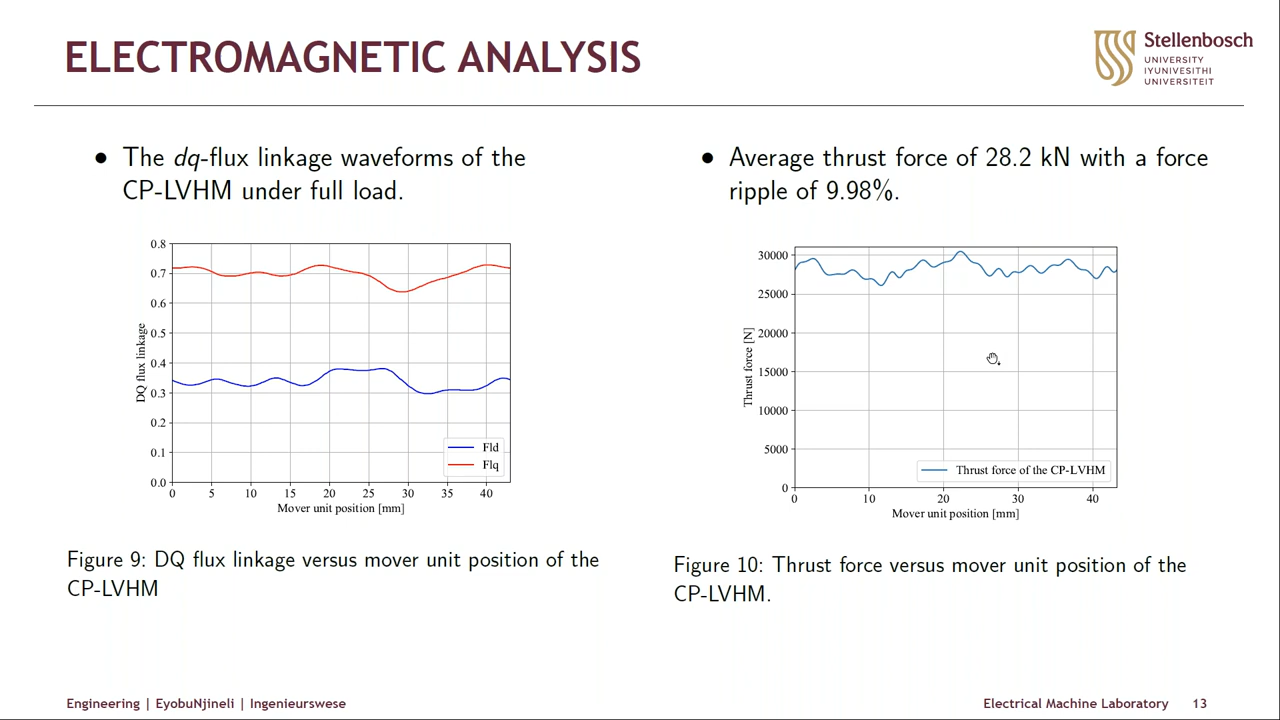 ELECTROMAGNETIC ANALYSIS
Stellenbosch
UNIVERSITY
IYUNIVESITHI
UNIVERSITEIT
● The dq-flux linkage waveforms of the
CP-LVHM under full load.
0.8
0.7
0.6
0.5
0.4
0.3
0.2
0.1
0.0
DQ flux linkage
Fld
Flq
0 5 10 15 20 25 30 35 40
Mover unit position [mm]
Figure 9: DQ flux linkage versus mover unit position of the
CP-LVHM
● Average thrust force of 28.2 kN with a force
ripple of 9.98%.
30000
25000
20000
15000
10000
5000
0
Thrust force [N]
Thrust force of the CP-LVHM
0 10 20 30 40
Mover unit position [mm]
Figure 10: Thrust force versus mover unit position of the
CP-LVHM.
Engineering | EyobuNjineli | Ingenieurswese
Electrical Machine Laboratory 13